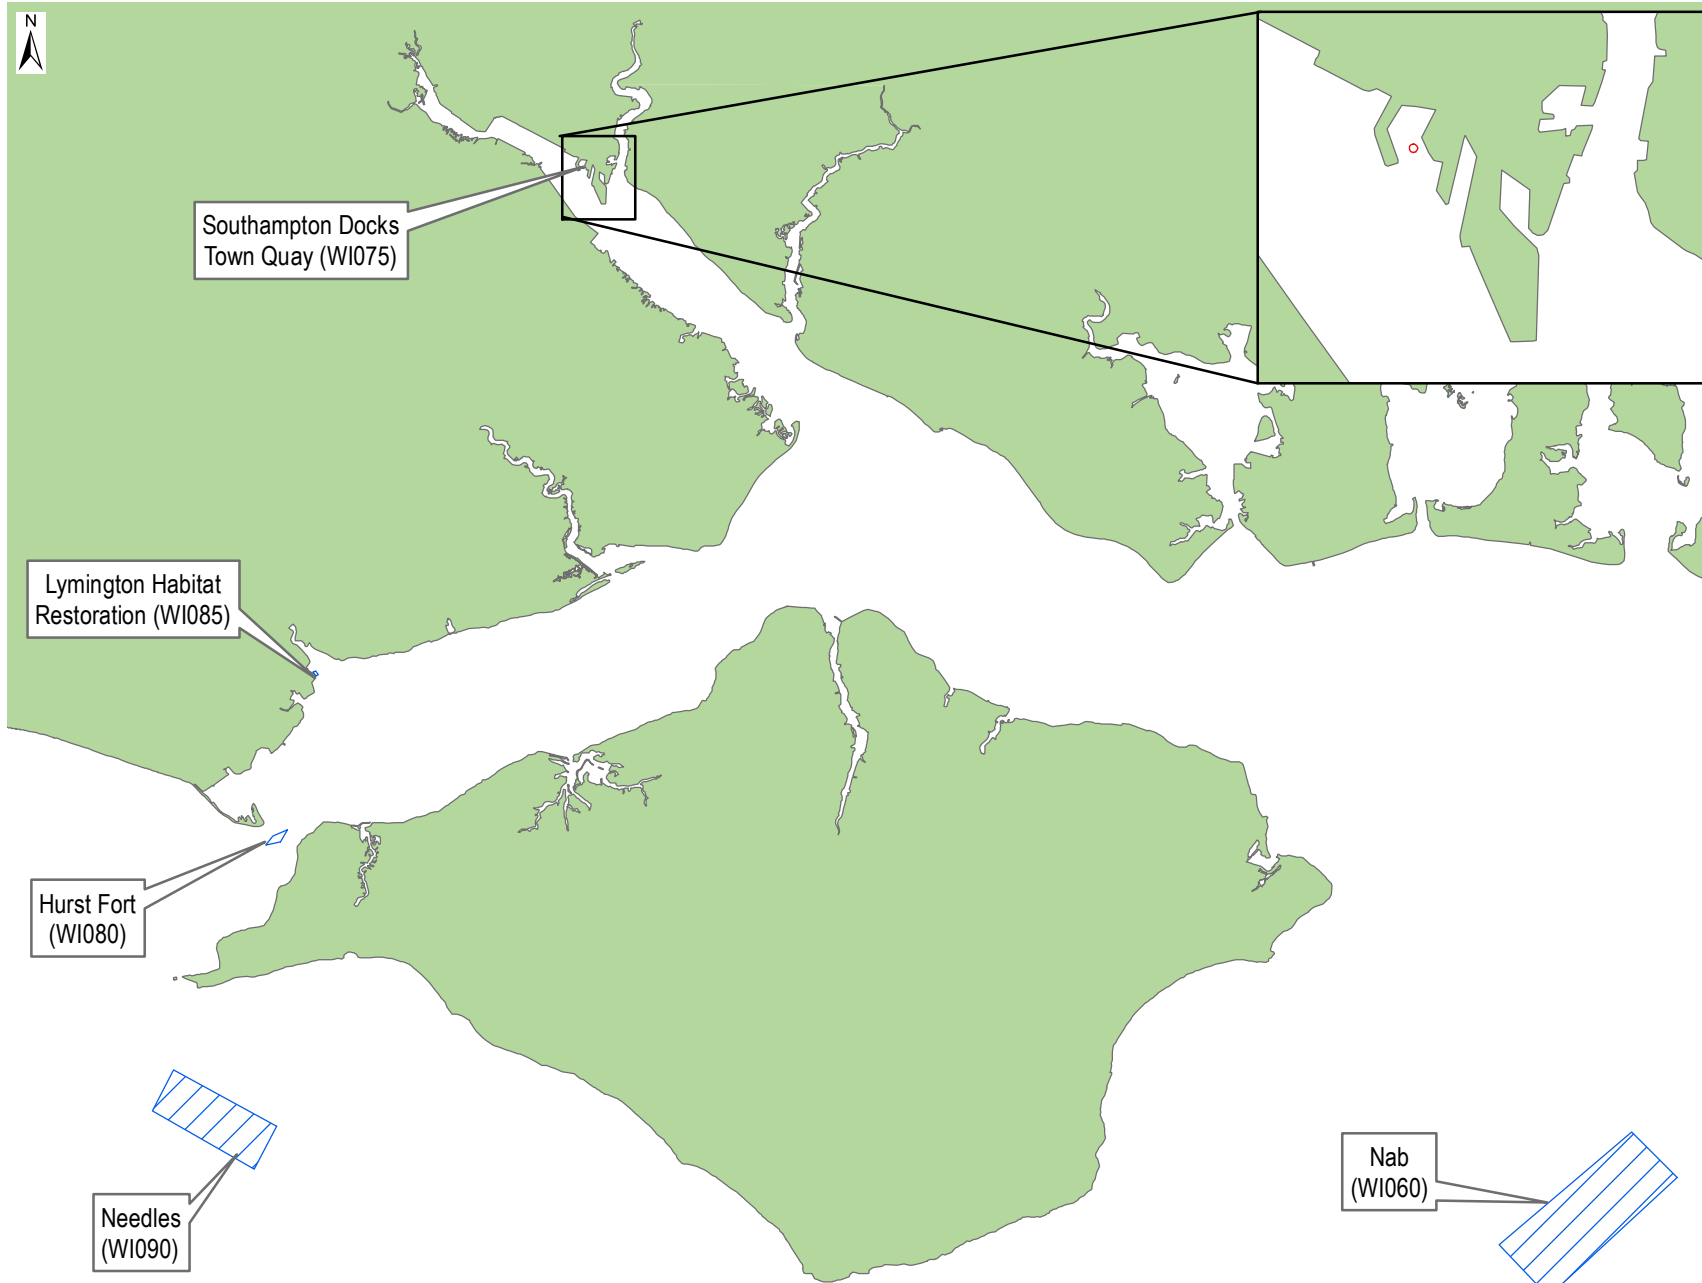 N
Southampton Docks
Town Quay (WI075)
Lymington Habitat
Restoration (WI085)
Hurst Fort
(WI080)
Needles
(WI090)
Nab
(WI060)